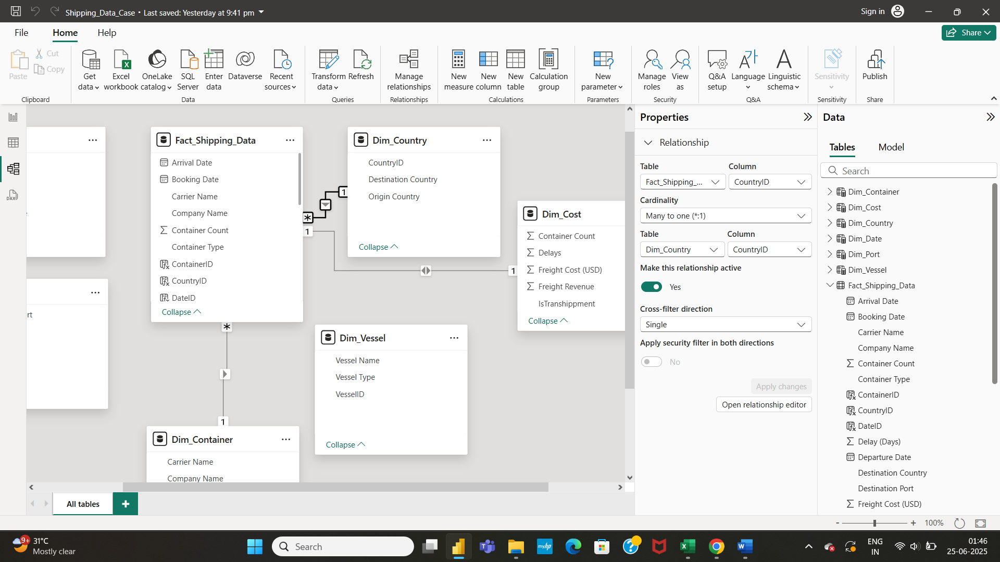 Shipping_Data_Case • Last saved: Yesterday at 9:41 pm
Sign in
File
Home
Help
Share
Paste
Cut
Copy
Clipboard
Get data
Excel workbook
OneLake catalog
SQL Server
Enter data
Dataverse
Recent sources
Data
Transform data
Refresh
Queries
Manage relationships
Relationships
New measure
New column
New table
Calculation group
Calculations
New parameter
Parameters
Manage roles
View as
Security
Q&A setup
Language
Linguistic schema
Q&A
Sensitivity
Sensitivity
Publish
Share
DAX
rt
Fact_Shipping_Data
Arrival Date
Booking Date
Carrier Name
Company Name
Container Count
Container Type
ContainerID
CountryID
DateID
Collapse
*
1
1
*
1
1
Dim_Country
CountryID
Destination Country
Origin Country
Collapse
Dim_Cost
Container Count
Delays
Freight Cost (USD)
Freight Revenue
IsTranshippment
Collapse
Dim_Vessel
Vessel Name
Vessel Type
VesselID
Collapse
Dim_Container
Carrier Name
Company Name
All tables
Properties
Relationship
Table
Column
Fact_Shipping_...
CountryID
Cardinality
Many to one (*:1)
Table
Column
Dim_Country
CountryID
Make this relationship active
Yes
Cross-filter direction
Single
Apply security filter in both directions
No
Apply changes
Open relationship editor
Data
Tables
Model
Search
Dim_Container
Dim_Cost
Dim_Country
Dim_Date
Dim_Port
Dim_Vessel
Fact_Shipping_Data
Arrival Date
Booking Date
Carrier Name
Company Name
Container Count
Container Type
ContainerID
CountryID
DateID
Delay (Days)
Departure Date
Destination Country
Destination Port
Freight Cost (USD)
100%
9+
31°C
Mostly clear
Search
myhp
ENG
IN
01:46
25-06-2025